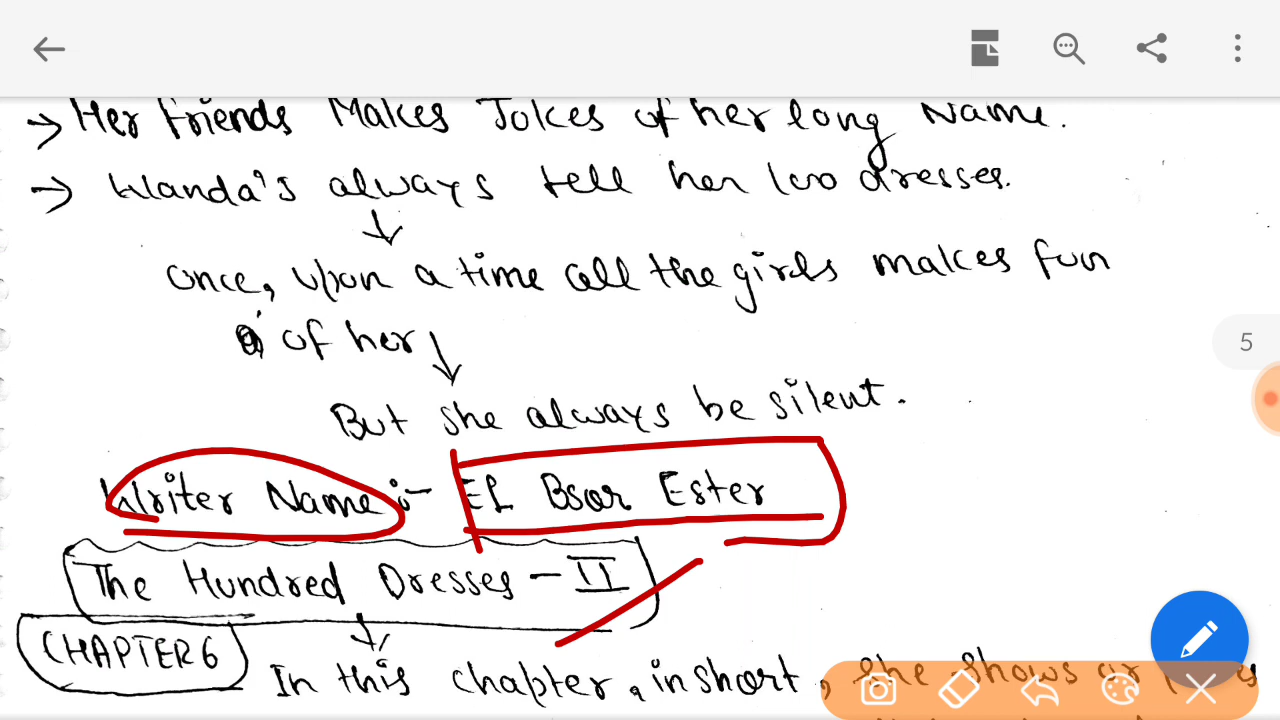 → Her friends Makes Jokes of her long Name.
→ Wanda's always tell her 100 dresses.
↓
Once, upon a time all the girls makes fun
of her ↓
But she always be silent.
Writer Name :- EL Bsor Ester
The Hundred Dresses - II
CHAPTER 6
↓
In this chapter, in short, she shows
5